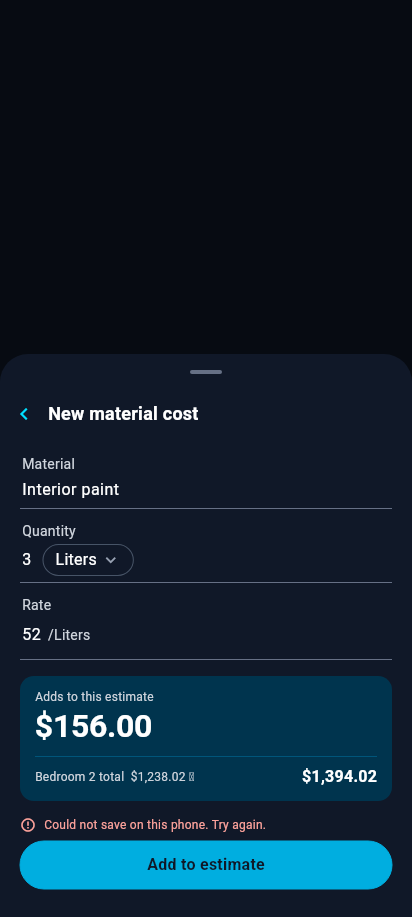 New material cost
Material
Interior paint
Quantity
3 Liters
Rate
52 /Liters
Adds to this estimate
$156.00
Bedroom 2 total $1,238.02 $1,394.02
Could not save on this phone. Try again.
Add to estimate